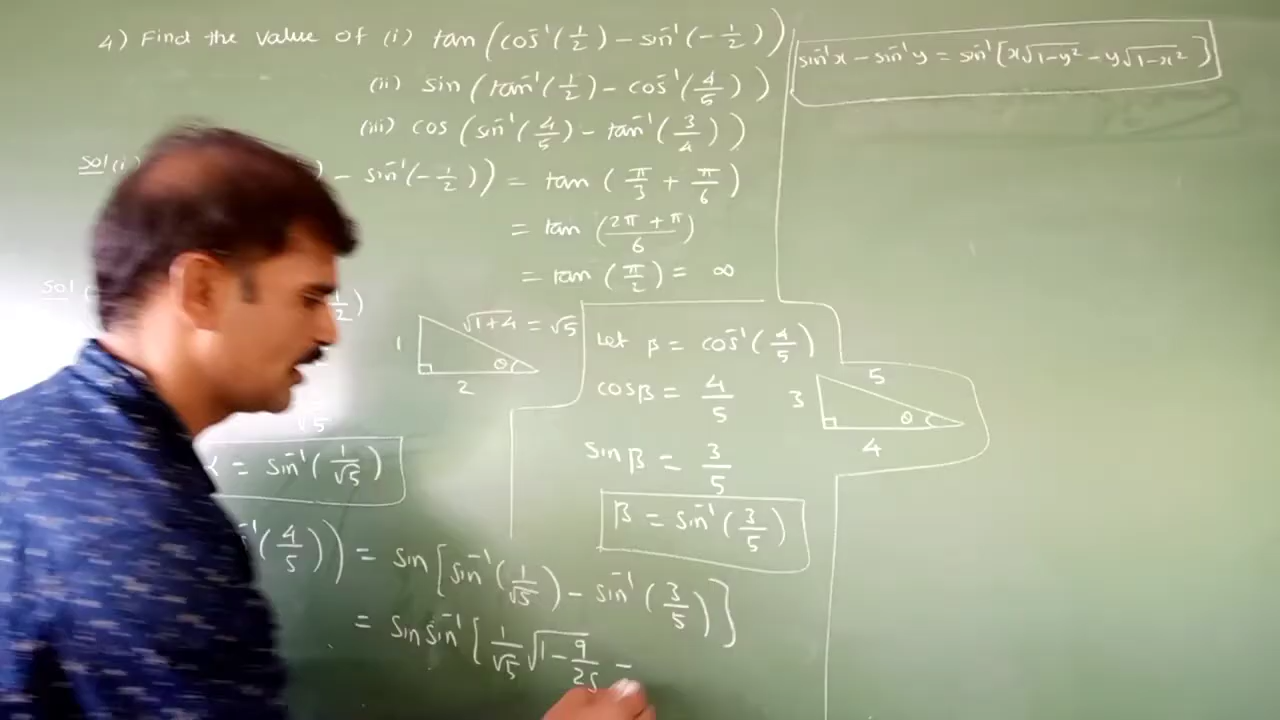 4) Find the value of (i) tan (cos⁻¹(1/2) − sin⁻¹(−1/2))
(ii) sin (tan⁻¹(1/2) − cos⁻¹(4/5))
(iii) cos (sin⁻¹(4/5) − tan⁻¹(3/4))
sin⁻¹x − sin⁻¹y = sin⁻¹[x√(1−y²) − y√(1−x²)]
Sol (i) ) − sin⁻¹(−1/2)) = tan (π/3 + π/6)
= tan ((2π + π)/6)
= tan (π/2) = ∞
Sol ( 1/2)
1
√(1+4) = √5
θ
2
√5
α = sin⁻¹(1/√5)
Let β = cos⁻¹(4/5)
cosβ = 4/5
sinβ = 3/5
β = sin⁻¹(3/5)
5
3
θ
4
⁻¹(4/5)) = sin[sin⁻¹(1/√5) − sin⁻¹(3/5)]
= sin sin⁻¹[1/√5 √(1 − 9/25) −